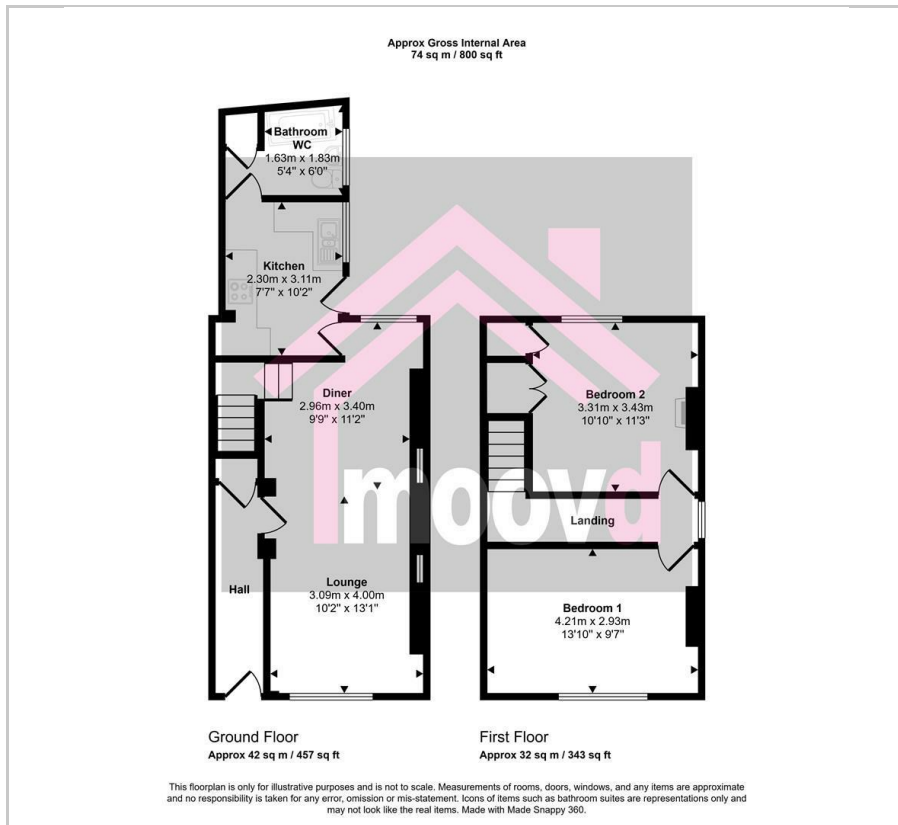 Approx Gross Internal Area
74 sq m / 800 sq ft
Bathroom
WC
1.63m x 1.83m
5'4" x 6'0"
Kitchen
2.30m x 3.11m
7'7" x 10'2"
Diner
2.96m x 3.40m
9'9" x 11'2"
Hall
Lounge
3.09m x 4.00m
10'2" x 13'1"
Bedroom 2
3.31m x 3.43m
10'10" x 11'3"
Landing
Bedroom 1
4.21m x 2.93m
13'10" x 9'7"
moovd
Ground Floor
Approx 42 sq m / 457 sq ft
First Floor
Approx 32 sq m / 343 sq ft
This floorplan is only for illustrative purposes and is not to scale. Measurements of rooms, doors, windows, and any items are approximate
and no responsibility is taken for any error, omission or mis-statement. Icons of items such as bathroom suites are representations only and
may not look like the real items. Made with Made Snappy 360.